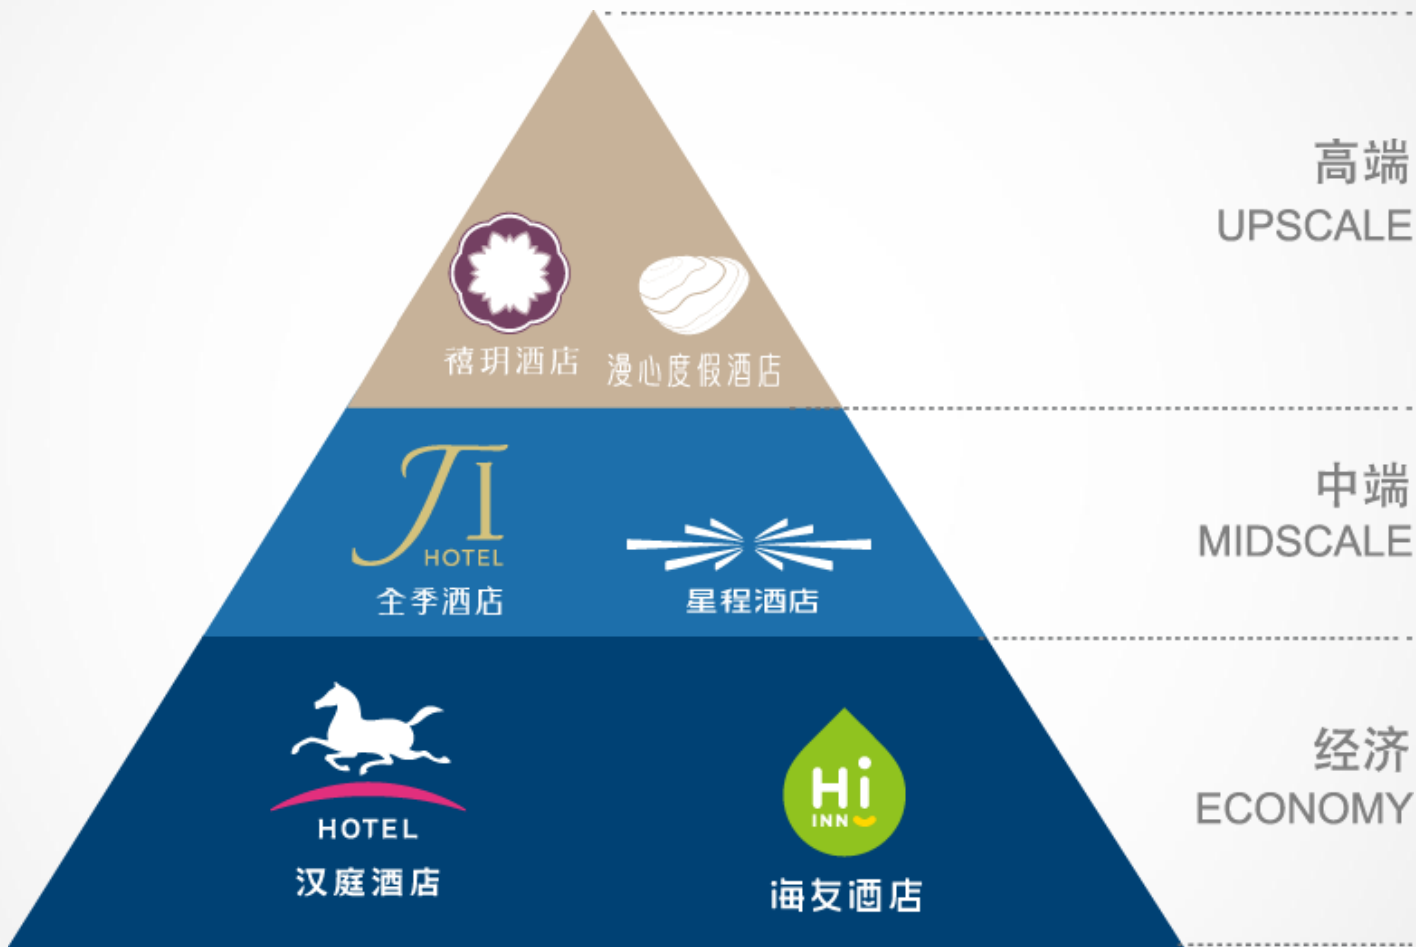 高端
UPSCALE
禧玥酒店
漫心度假酒店
中端
MIDSCALE
JI
HOTEL
全季酒店
星程酒店
经济
ECONOMY
HOTEL
汉庭酒店
Hi
INN
海友酒店